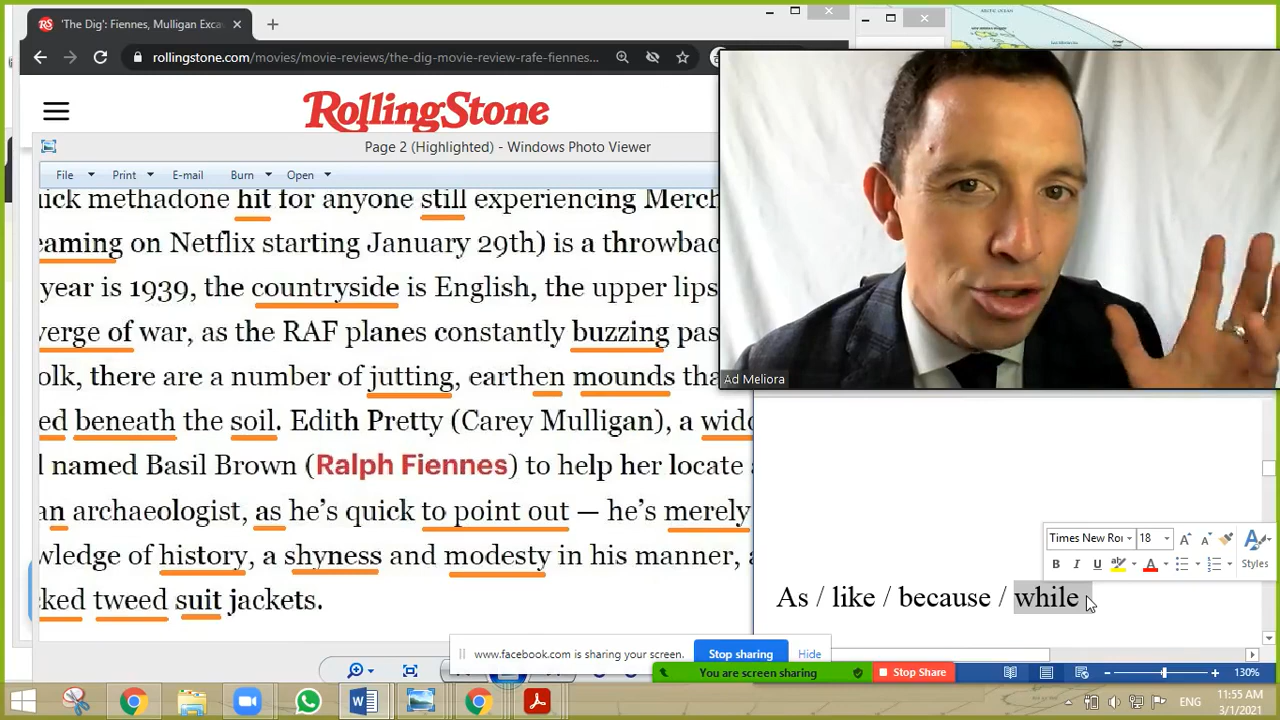 'The Dig': Fiennes, Mulligan Exca
rollingstone.com/movies/movie-reviews/the-dig-movie-review-rafe-fiennes...
RollingStone
Page 2 (Highlighted) - Windows Photo Viewer
File Print E-mail Burn Open
uick methadone hit for anyone still experiencing Merch
eaming on Netflix starting January 29th) is a throwbac
year is 1939, the countryside is English, the upper lips
verge of war, as the RAF planes constantly buzzing pas
olk, there are a number of jutting, earthen mounds tha
ed beneath the soil. Edith Pretty (Carey Mulligan), a wido
l named Basil Brown (Ralph Fiennes) to help her locate a
an archaeologist, as he's quick to point out — he's merely
wledge of history, a shyness and modesty in his manner, a
cked tweed suit jackets.
Ad Meliora
Times New Ro 18
B I U A Styles
As / like / because / while
www.facebook.com is sharing your screen. Stop sharing Hide
You are screen sharing Stop Share
130%
ENG
11:55 AM
3/1/2021